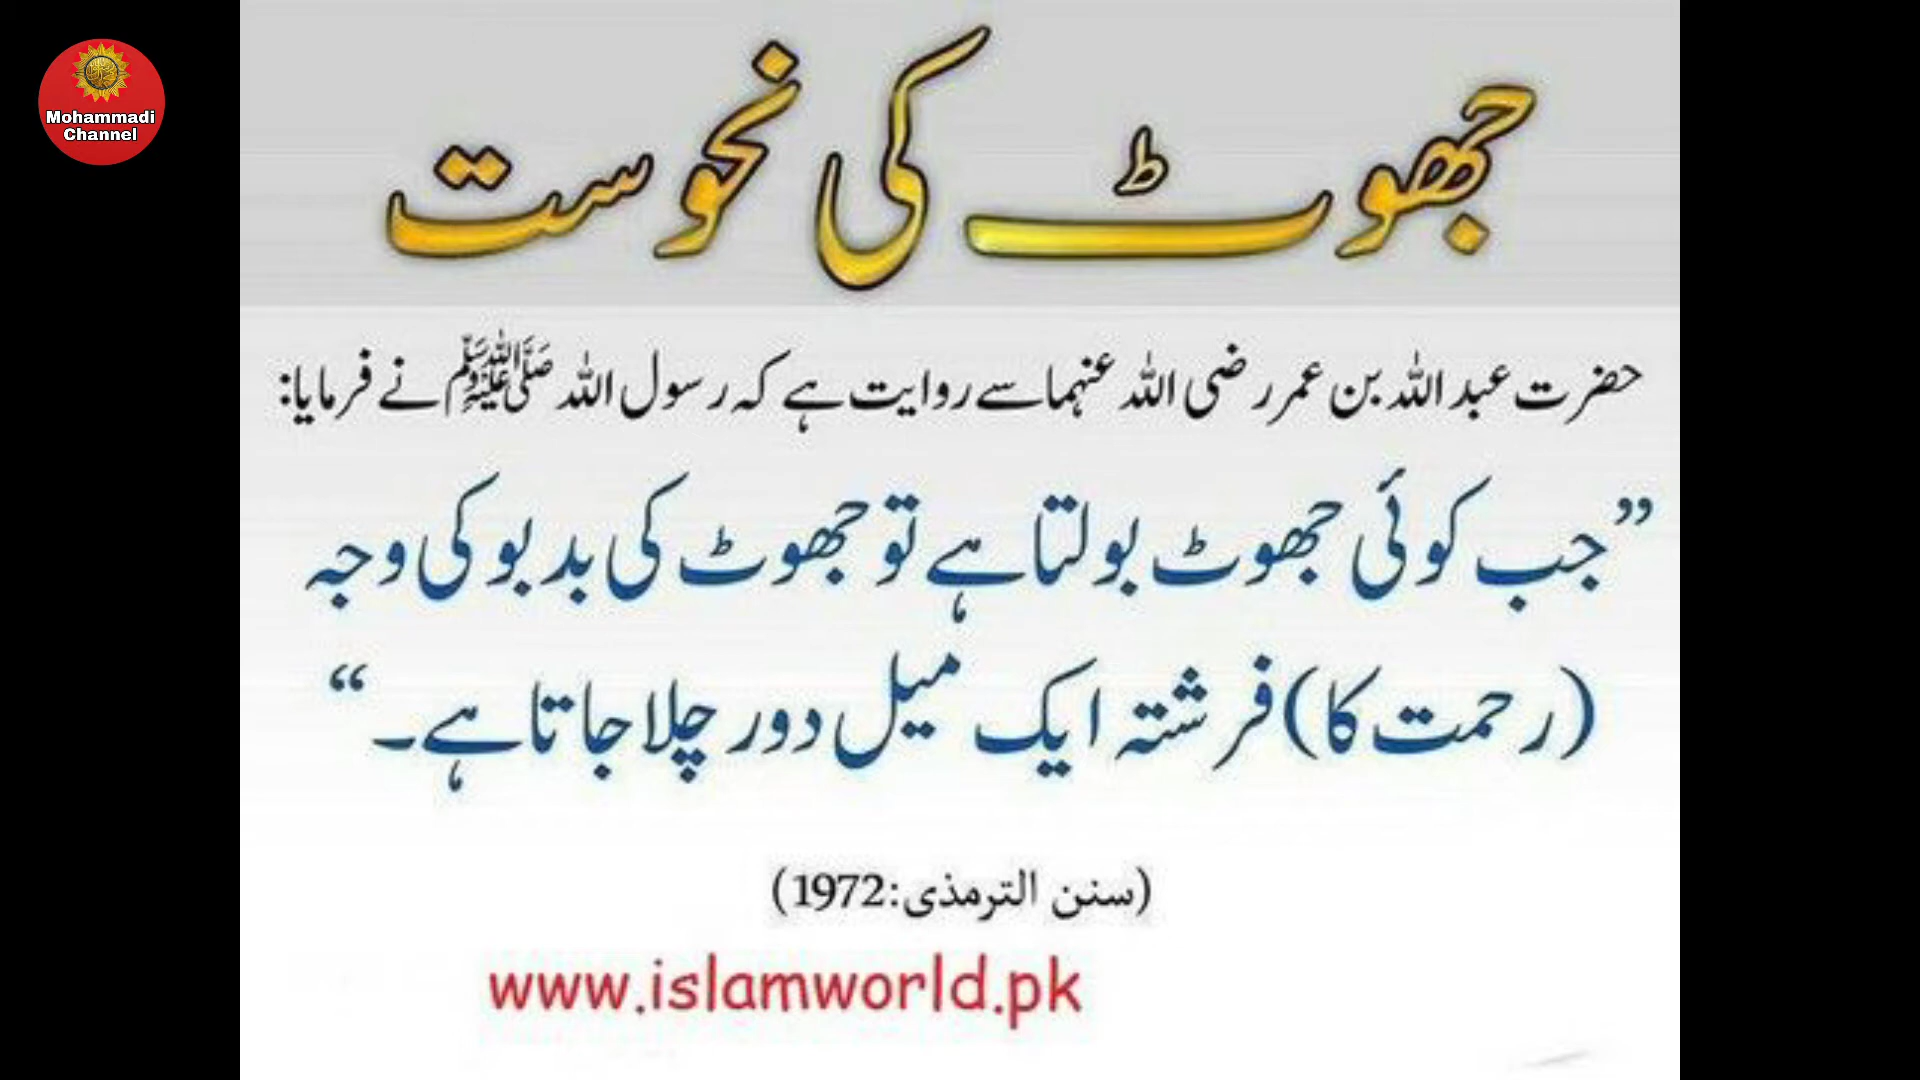 Mohammadi
Channel
جھوٹ کی نحوست
حضرت عبد اللہ بن عمر رضی اللہ عنہما سے روایت ہے کہ رسول اللہ ﷺ نے فرمایا:
”جب کوئی جھوٹ بولتا ہے تو جھوٹ کی بدبو کی وجہ
(رحمت کا) فرشتہ ایک میل دور چلا جاتا ہے۔“
(سنن الترمذی:1972)
www.islamworld.pk